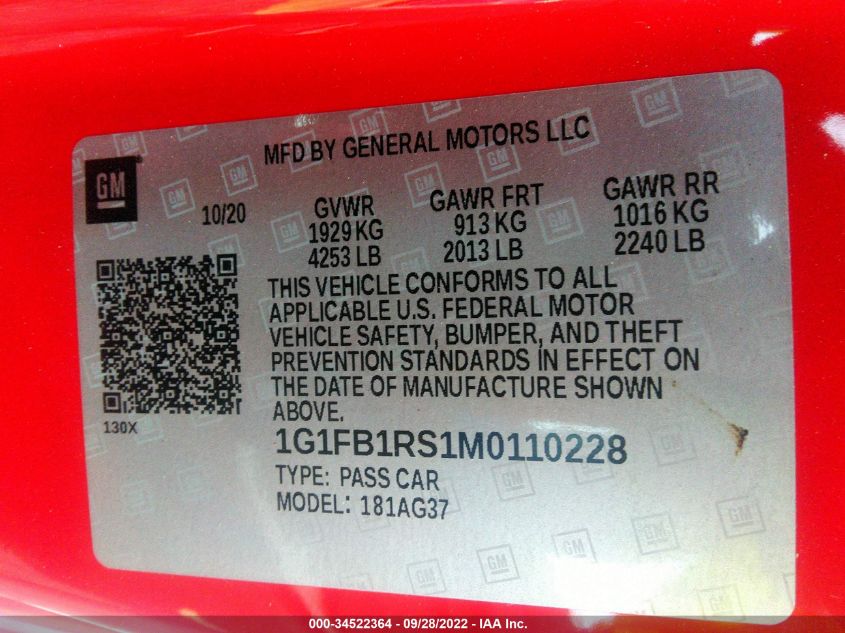 MFD BY GENERAL MOTORS LLC
GM
10/20
GVWR
1929 KG
4253 LB
GAWR FRT
913 KG
2013 LB
GAWR RR
1016 KG
2240 LB
THIS VEHICLE CONFORMS TO ALL
APPLICABLE U.S. FEDERAL MOTOR
VEHICLE SAFETY, BUMPER, AND THEFT
PREVENTION STANDARDS IN EFFECT ON
THE DATE OF MANUFACTURE SHOWN
ABOVE.
130X
1G1FB1RS1M0110228
TYPE: PASS CAR
MODEL: 181AG37
000-34522364 - 09/28/2022 - IAA Inc.